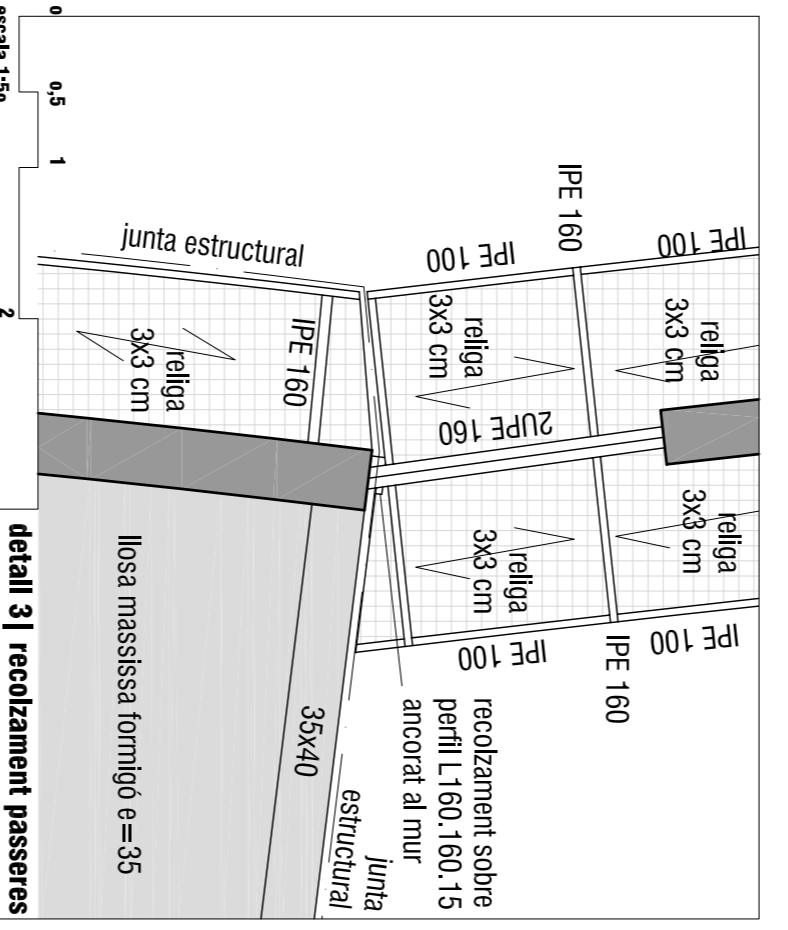 junta estructural
IPE 160
IPE 100
IPE 100
religa
3x3 cm
IPE 160
religa
3x3 cm
religa
3x3 cm
2UPE 160
religa
3x3 cm
religa
3x3 cm
IPE 100
IPE 160
IPE 100
llosa massissa formigó e=35
35x40
junta
estructural
recolzament sobre
perfil L160.160.15
ancorat al mur
detall 3| recolzament passeres
0
0,5
1
2
escala 1:50